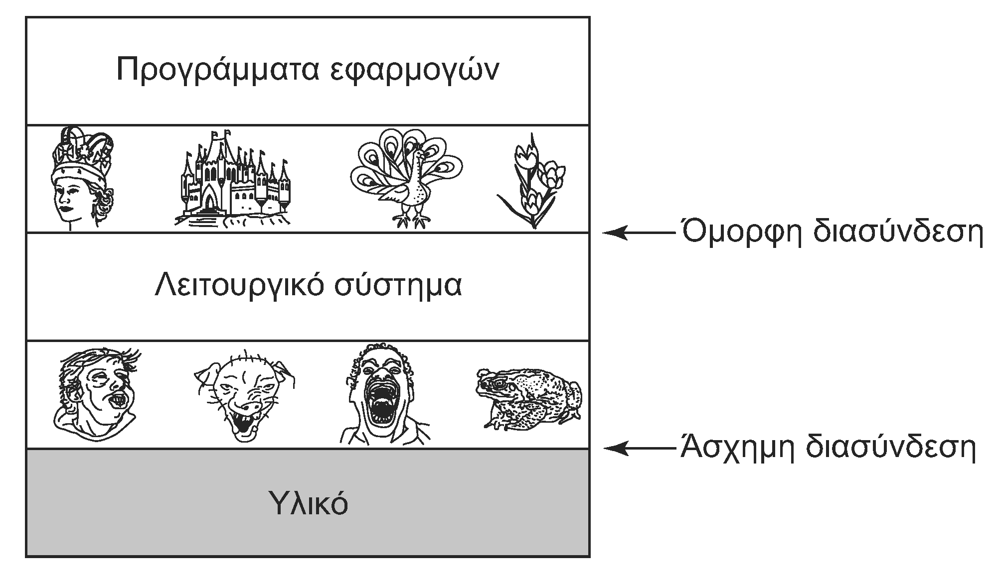 Προγράμματα εφαρμογών
Όμορφη διασύνδεση
Λειτουργικό σύστημα
Άσχημη διασύνδεση
Υλικό